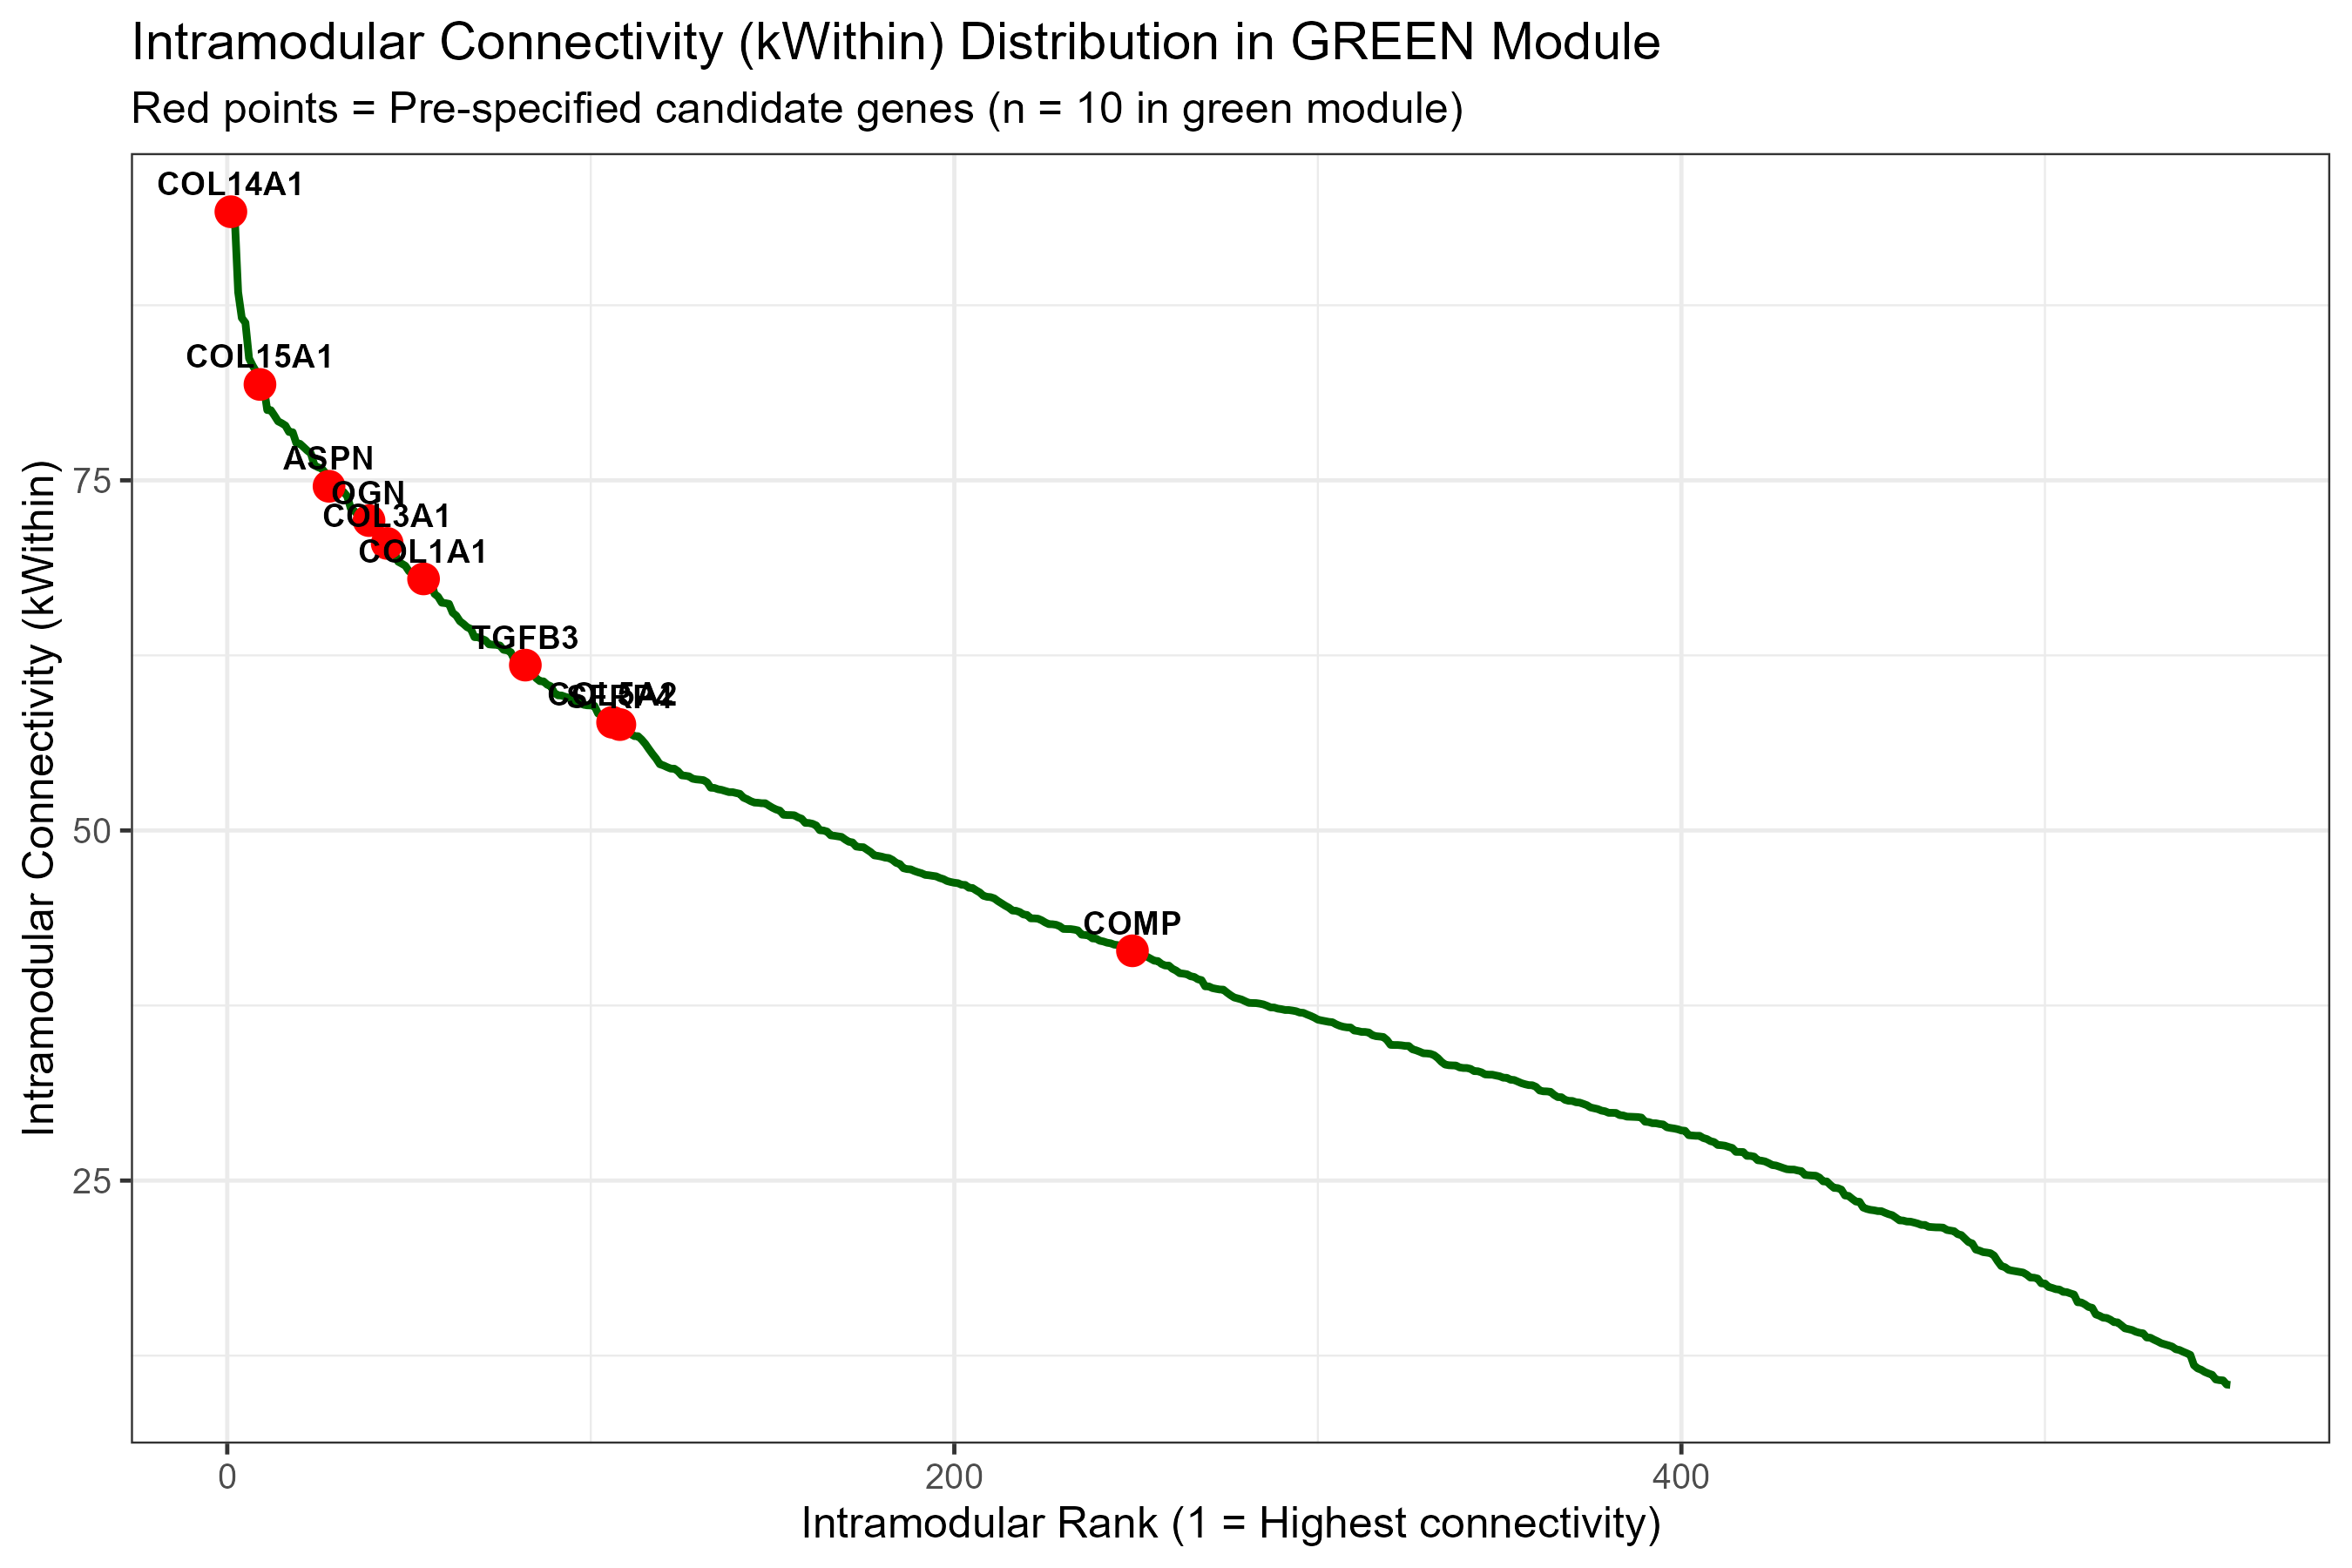 Intramodular Connectivity (kWithin) Distribution in GREEN Module
Red points = Pre-specified candidate genes (n = 10 in green module)
COL14A1
COL15A1
ASPN
OGN
COL3A1
COL1A1
TGFB3
COL5A2
SFRP4
COMP
75
50
25
Intramodular Connectivity (kWithin)
0
200
400
Intramodular Rank (1 = Highest connectivity)